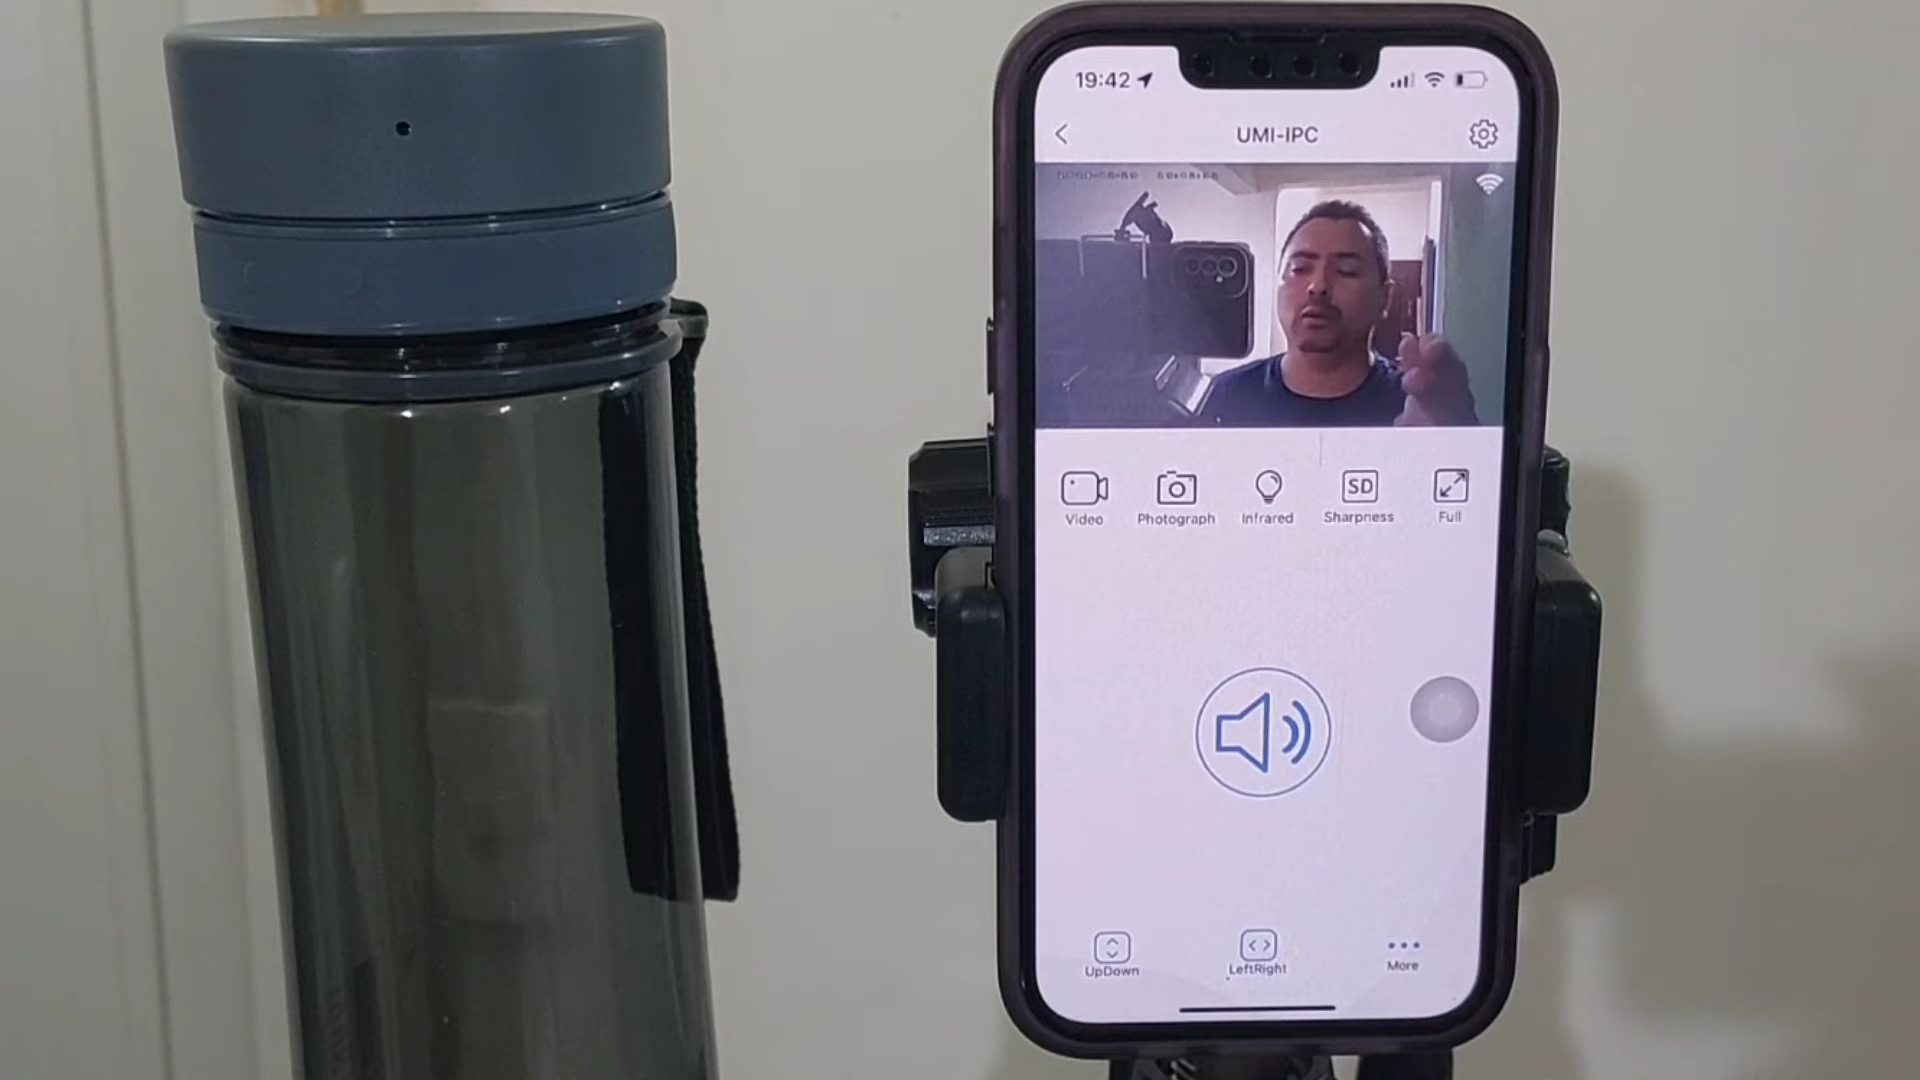 19:42
UMI-IPC
Video Photograph Infrared SD Sharpness Full
UpDown LeftRight More